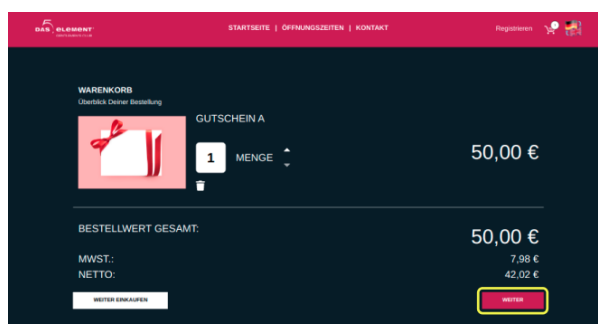 DAS 5 ELEMENT
STARTSEITE | ÖFFNUNGSZEITEN | KONTAKT
Registrieren
WARENKORB
Überblick Deiner Bestellung
GUTSCHEIN A
1 MENGE
50,00 €
BESTELLWERT GESAMT:
50,00 €
MWST.:
7,98 €
NETTO:
42,02 €
WEITER EINKAUFEN
WEITER